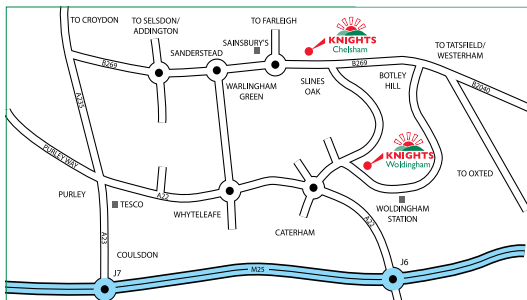 TO CROYDON
TO SELSDON/
ADDINGTON
TO FARLEIGH
KNIGHTS
Chelsham
SAINSBURY'S
SANDERSTEAD
TO TATSFIELD/
WESTERHAM
B269
B269
WARLINGHAM
GREEN
SLINES
OAK
BOTLEY
HILL
B2040
A235
PURLEY WAY
KNIGHTS
Woldingham
TO OXTED
PURLEY
A22
TESCO
WHYTELEAFE
WOLDINGHAM
STATION
CATERHAM
A22
A23
COULSDON
J7
M25
J6